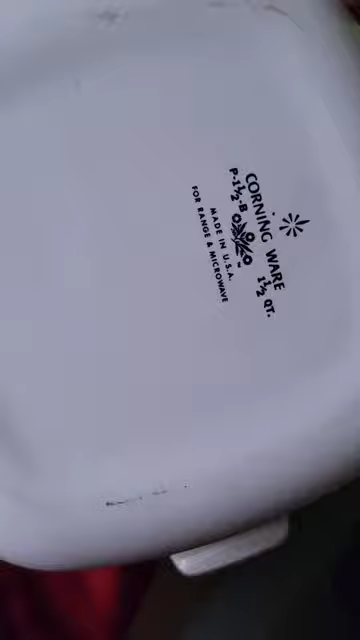 CORNING WARE
P-1½-B 1½ QT.
MADE IN U.S.A.
FOR RANGE & MICROWAVE